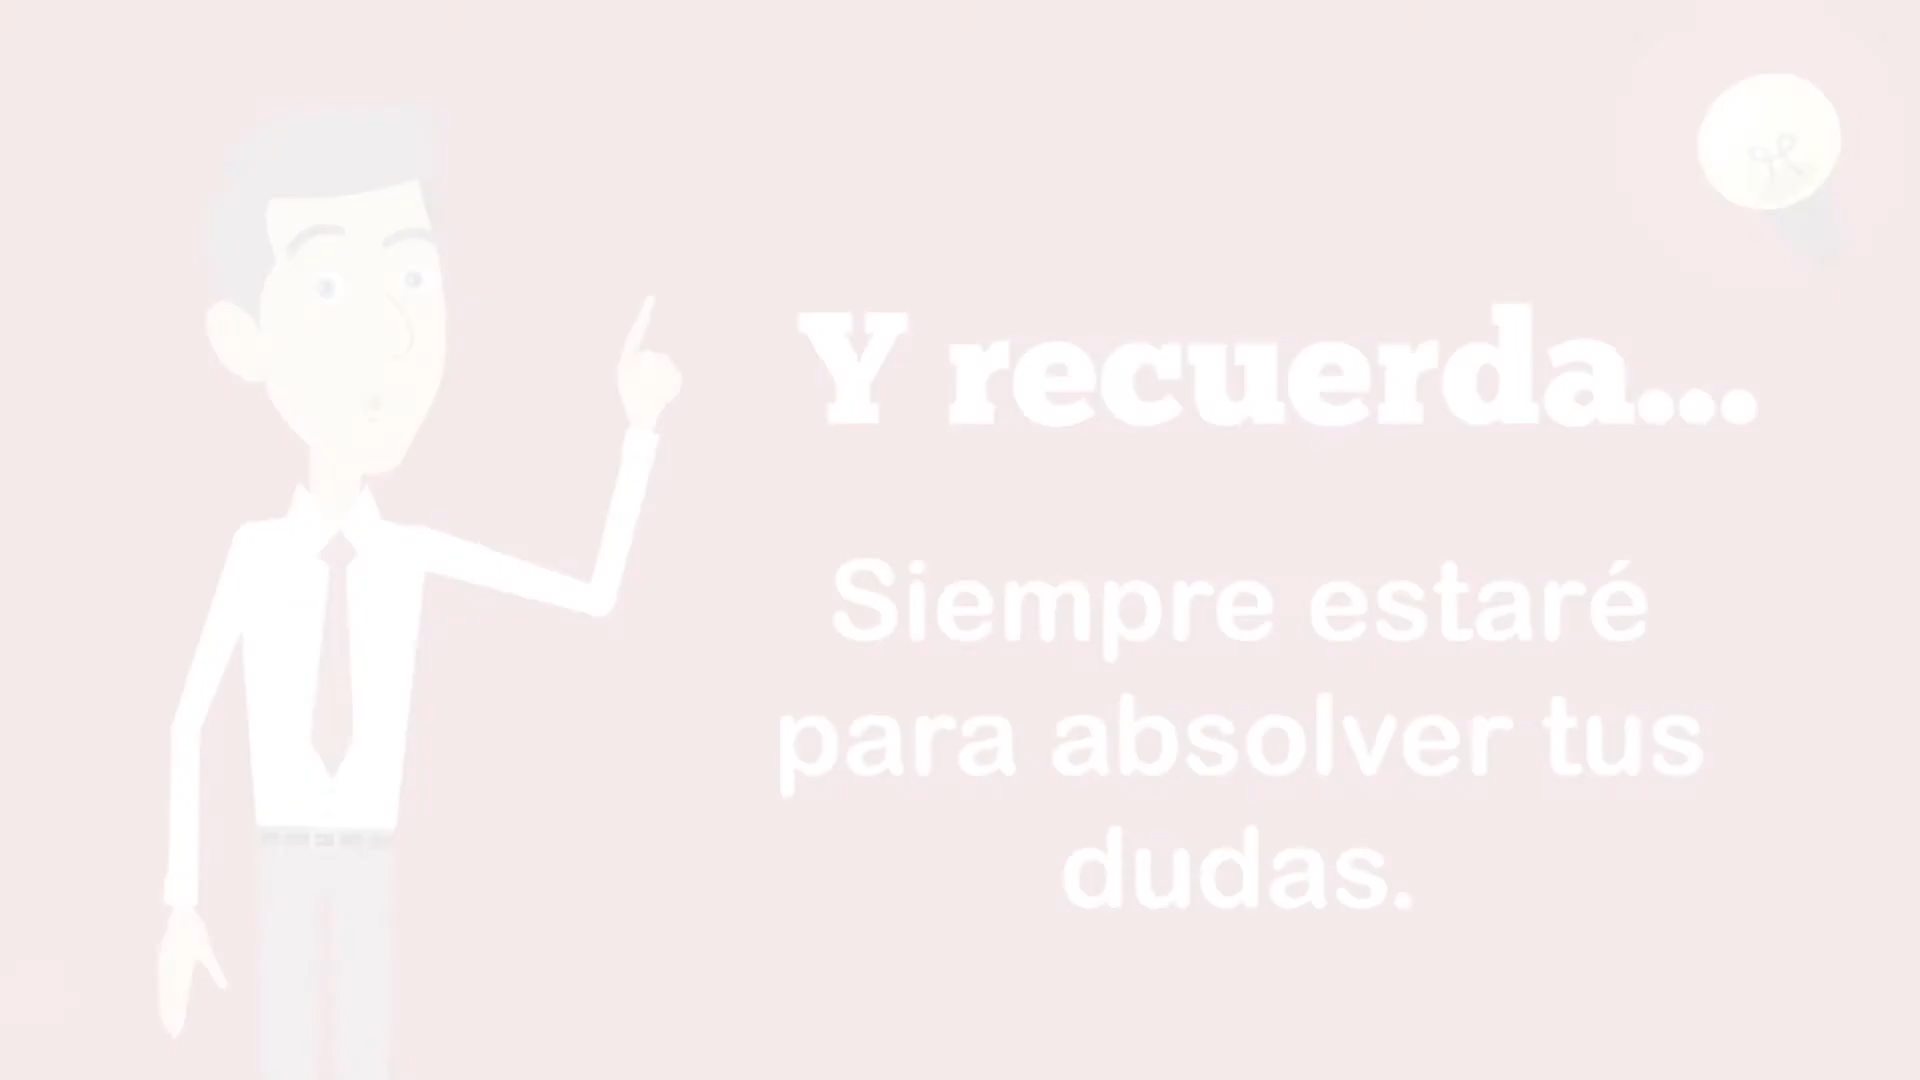 Y recuerda...
Siempre estaré
para absolver tus
dudas.